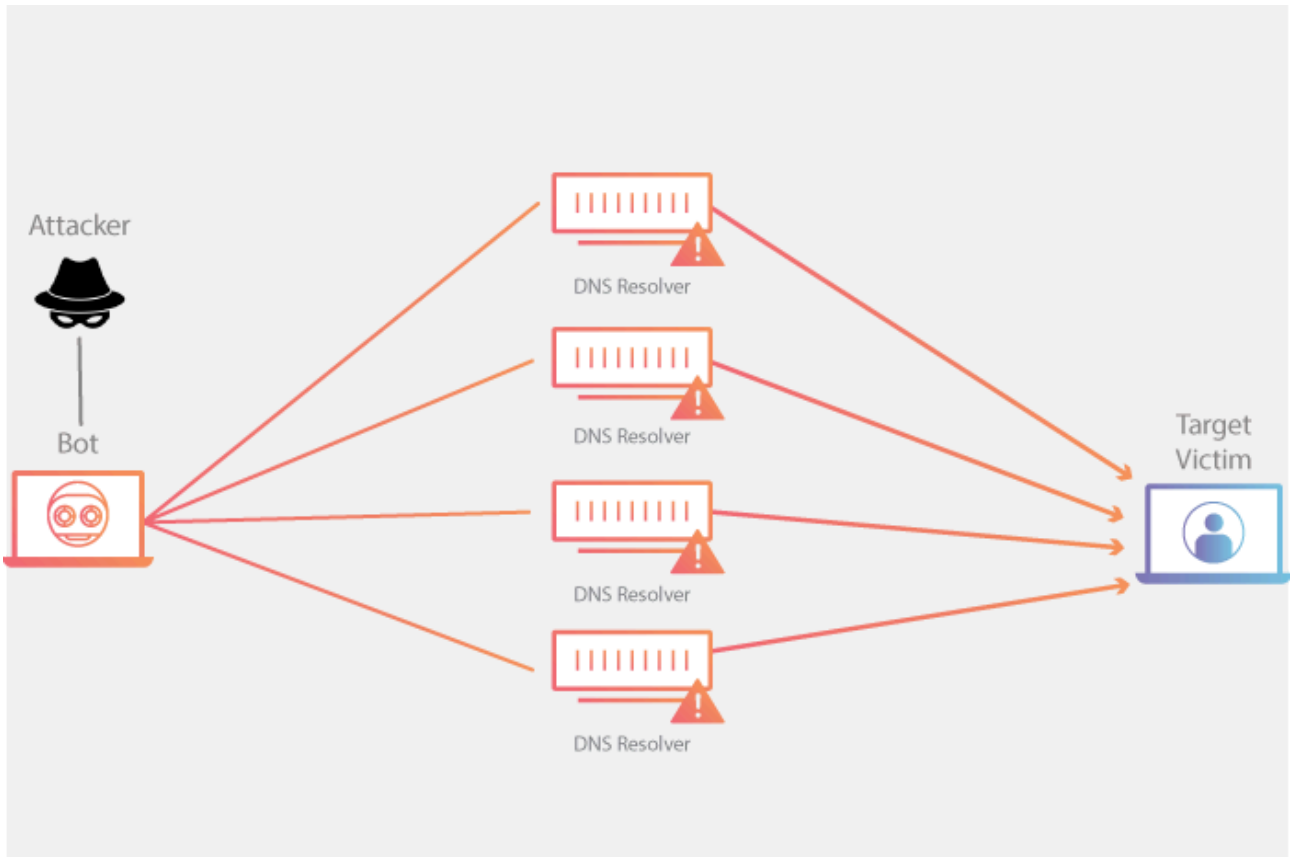 Attacker
Bot
DNS Resolver
DNS Resolver
DNS Resolver
DNS Resolver
Target
Victim